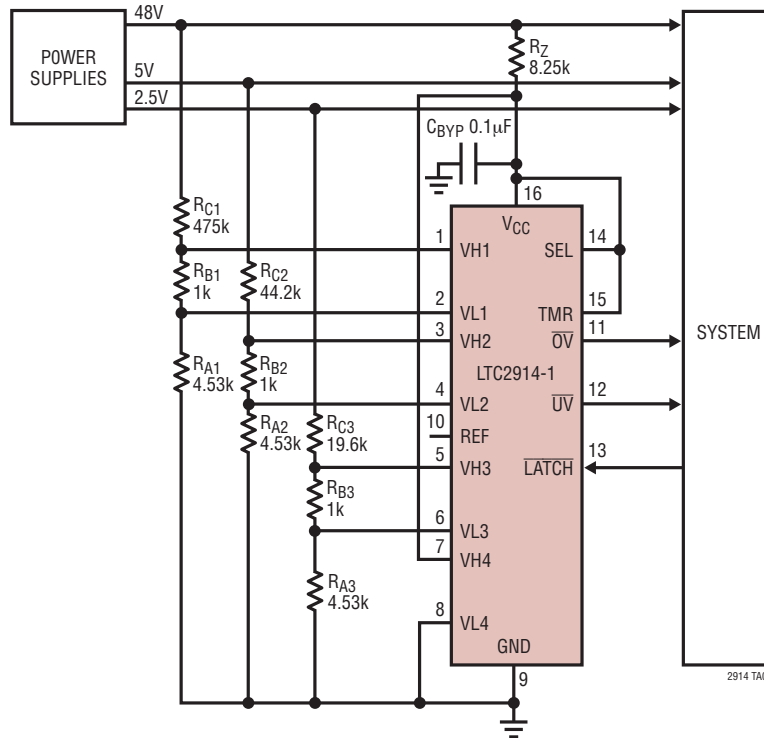 48V
POWER
SUPPLIES
5V
2.5V
RZ
8.25k
CBYP 0.1µF
16
VCC
RC1
475k
1
VH1
SEL
14
RB1
1k
RC2
44.2k
2
VL1
TMR
15
3
VH2
OV
11
SYSTEM
RA1
4.53k
RB2
1k
LTC2914-1
4
VL2
UV
12
RA2
4.53k
RC3
19.6k
10
REF
5
VH3
LATCH
13
RB3
1k
6
VL3
7
VH4
RA3
4.53k
8
VL4
GND
9
2914